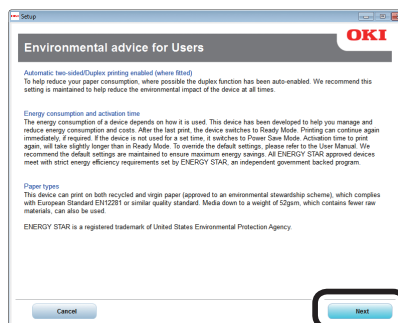 Setup
OKI
Environmental advice for Users
Automatic two-sided/Duplex printing enabled (where fitted)
To help reduce your paper consumption, where possible the duplex function has been auto-enabled. We recommend this
setting is maintained to help reduce the environmental impact of the device at all times.
Energy consumption and activation time
The energy consumption of a device depends on how it is used. This device has been developed to help you manage and
reduce energy consumption and costs. After the last print, the device switches to Ready Mode. Printing can continue again
immediately, if required. If the device is not used for a set time, it switches to Power Save Mode. Activation time to print
again, will take slightly longer than in Ready Mode. To override the default settings, please refer to the User Manual. We
recommend the default settings are maintained to ensure maximum energy savings. All ENERGY STAR approved devices
meet with strict energy efficiency requirements set by ENERGY STAR, an independent government backed program.
Paper types
This device can print on both recycled and virgin paper (approved to an environmental stewardship scheme), which complies
with European Standard EN12281 or similar quality standard. Media down to a weight of 52gsm, which contains fewer raw
materials, can also be used.
ENERGY STAR is a registered trademark of United States Environmental Protection Agency.
Cancel
Next